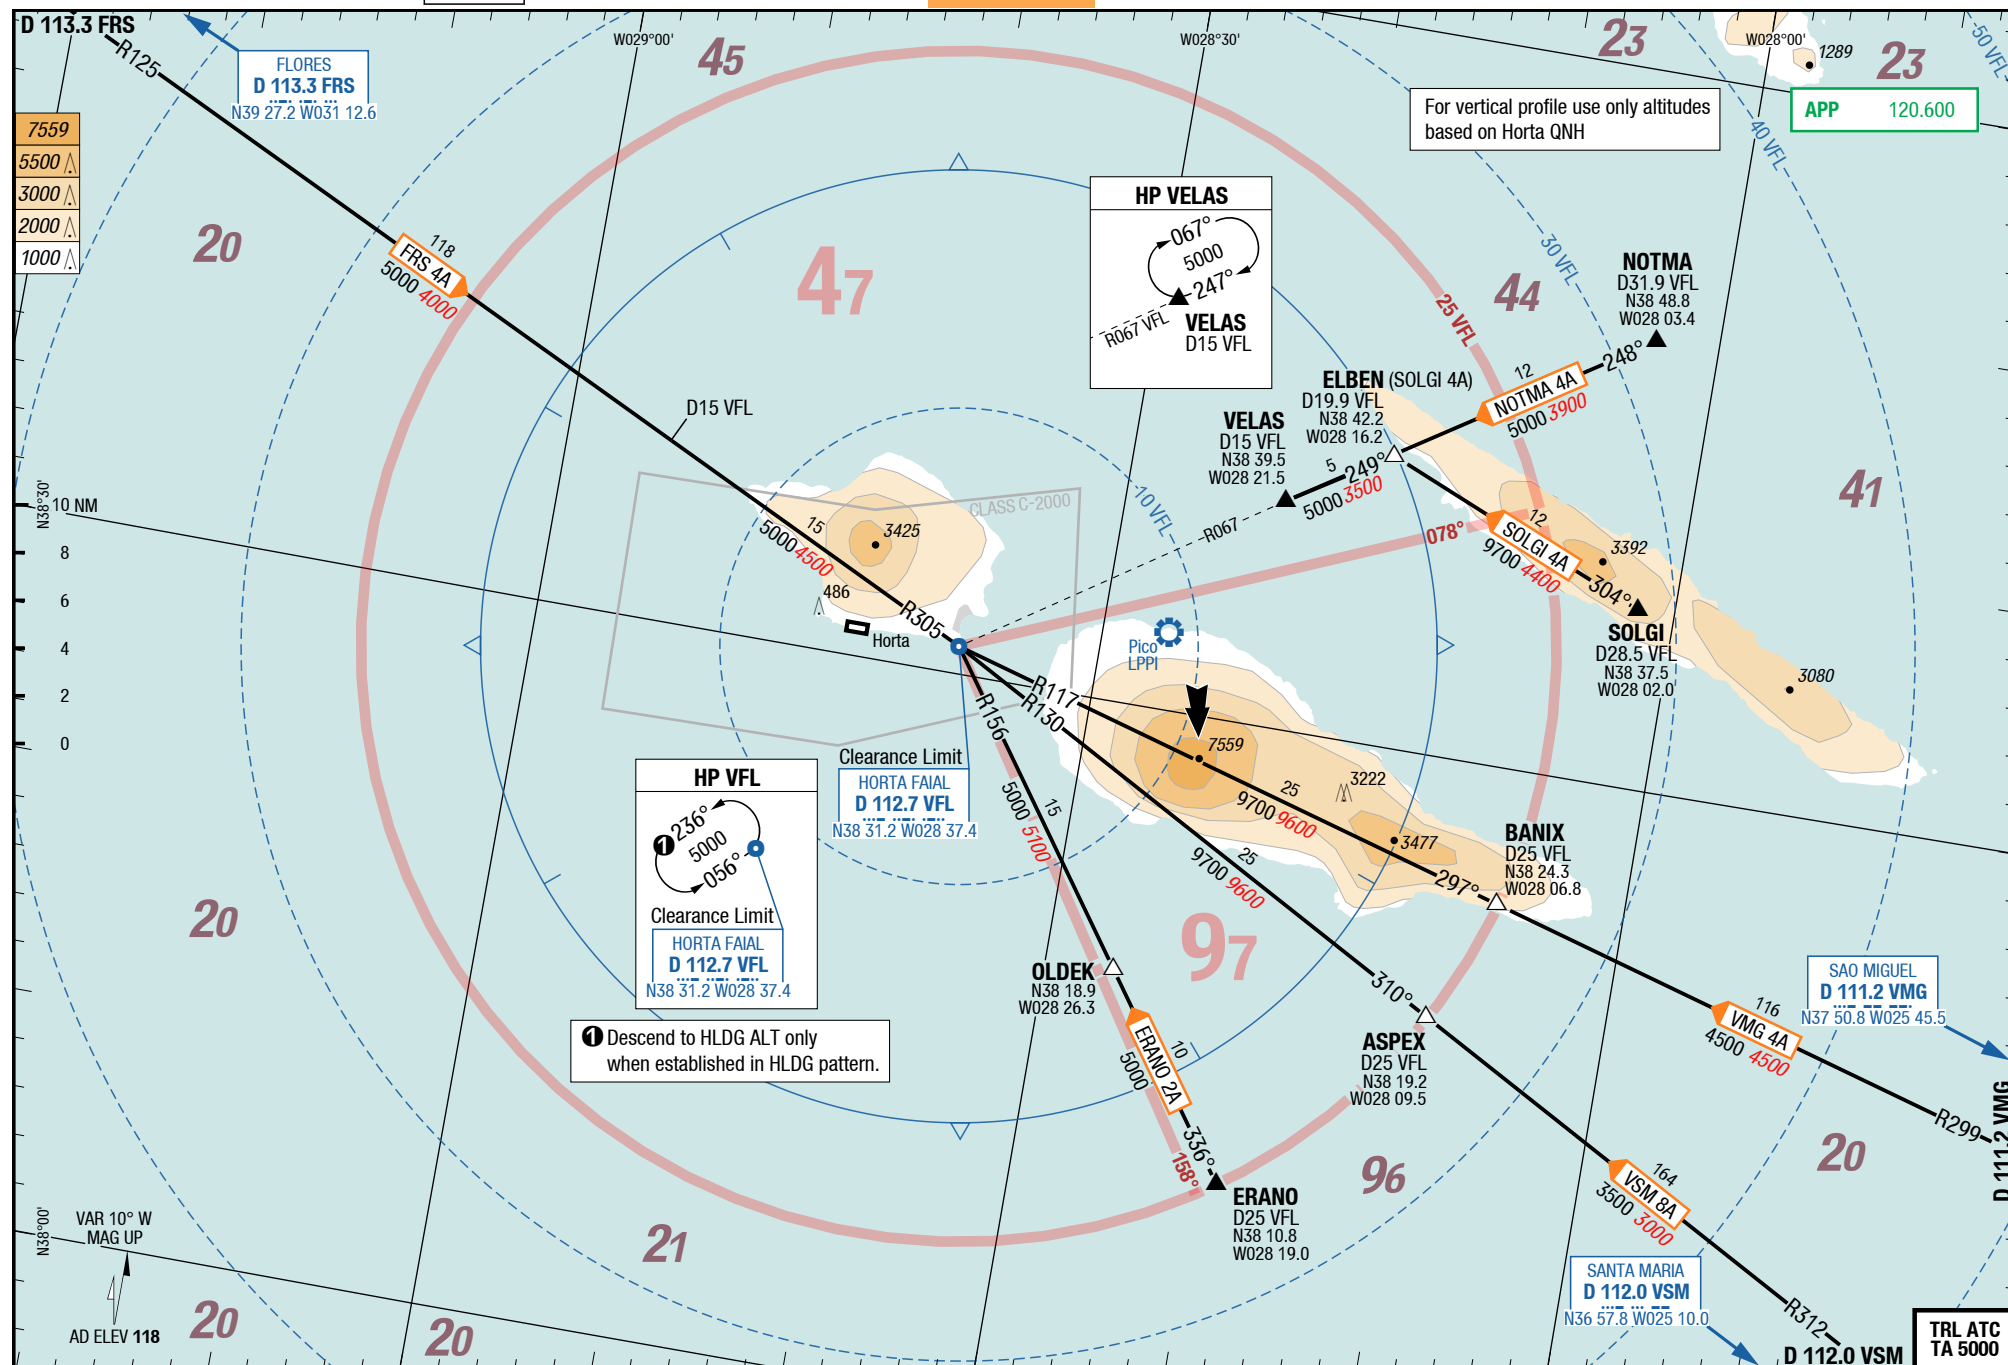 D 113.3 FRS
R125
FLORES
D 113.3 FRS
N39 27.2 W031 12.6
W029°00'
45
W028°30'
23
W028°00'
1289
23
50 VFL
For vertical profile use only altitudes
based on Horta QNH
APP 120.600
40 VFL
7559
5500
3000
2000
1000
20
118
FRS 4A
5000 4000
47
HP VELAS
067°
5000
247°
R067 VFL
VELAS
D15 VFL
30 VFL
44
25 VFL
NOTMA
D31.9 VFL
N38 48.8
W028 03.4
248°
12
NOTMA 4A
5000 3900
ELBEN (SOLGI 4A)
D19.9 VFL
N38 42.2
W028 16.2
VELAS
D15 VFL
N38 39.5
W028 21.5
5
249°
5000 3500
R067
D15 VFL
41
N38°30'
10 NM
8
6
4
2
0
CLASS C-2000
10 VFL
15
5000 4500
3425
486
R305
Horta
078°
12
SOLGI 4A
9700 4400
304°
3392
SOLGI
D28.5 VFL
N38 37.5
W028 02.0
3080
Pico
LPPI
R117
R130
R156
7559
Clearance Limit
HORTA FAIAL
D 112.7 VFL
N38 31.2 W028 37.4
HP VFL
236°
1
5000
056°
Clearance Limit
HORTA FAIAL
D 112.7 VFL
N38 31.2 W028 37.4
1 Descend to HLDG ALT only
when established in HLDG pattern.
15
5000 5100
25
9700 9600
3222
3477
25
9700 9600
297°
BANIX
D25 VFL
N38 24.3
W028 06.8
20
97
OLDEK
N38 18.9
W028 26.3
310°
ASPEX
D25 VFL
N38 19.2
W028 09.5
10
ERANO 2A
5000
336°
158°
ERANO
D25 VFL
N38 10.8
W028 19.0
96
SAO MIGUEL
D 111.2 VMG
N37 50.8 W025 45.5
116
VMG 4A
4500 4500
R299
D 111.2 VMG
20
164
VSM 8A
3500 3000
SANTA MARIA
D 112.0 VSM
N36 57.8 W025 10.0
R312
D 112.0 VSM
N38°00'
VAR 10° W
MAG UP
AD ELEV 118
20
20
21
TRL ATC
TA 5000